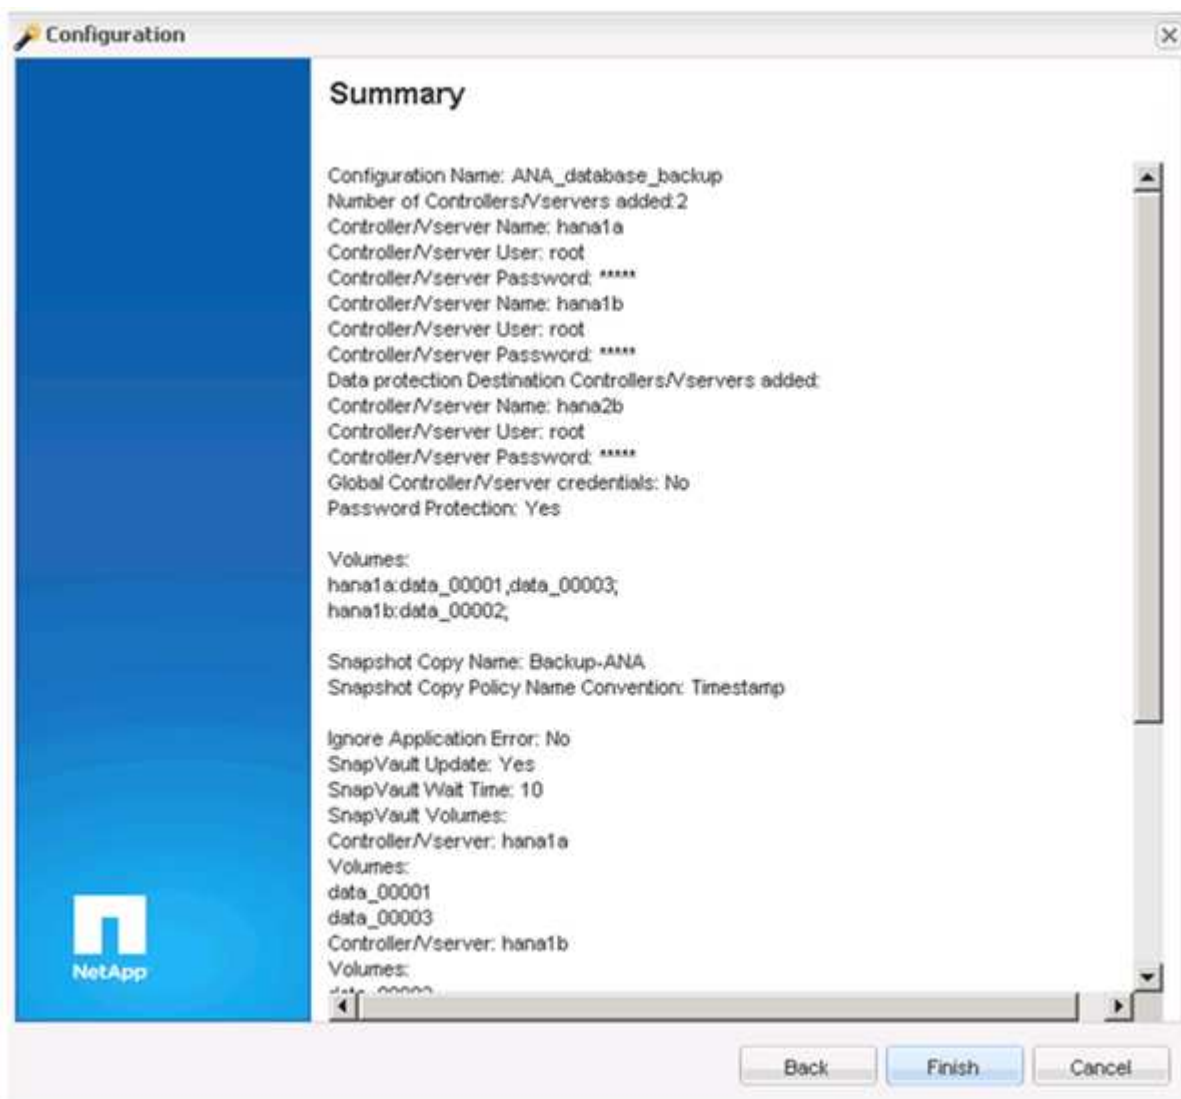 Configuration
Summary
Configuration Name: ANA_database_backup
Number of Controllers/Vservers added:2
Controller/Vserver Name: hana1a
Controller/Vserver User: root
Controller/Vserver Password: *****
Controller/Vserver Name: hana1b
Controller/Vserver User: root
Controller/Vserver Password: *****
Data protection Destination Controllers/Vservers added:
Controller/Vserver Name: hana2b
Controller/Vserver User: root
Controller/Vserver Password: *****
Global Controller/Vserver credentials: No
Password Protection: Yes
Volumes:
hana1a:data_00001,data_00003;
hana1b:data_00002;
Snapshot Copy Name: Backup-ANA
Snapshot Copy Policy Name Convention: Timestamp
Ignore Application Error: No
SnapVault Update: Yes
SnapVault Wait Time: 10
SnapVault Volumes:
Controller/Vserver: hana1a
Volumes:
data_00001
data_00003
Controller/Vserver: hana1b
Volumes:
NetApp
Back Finish Cancel